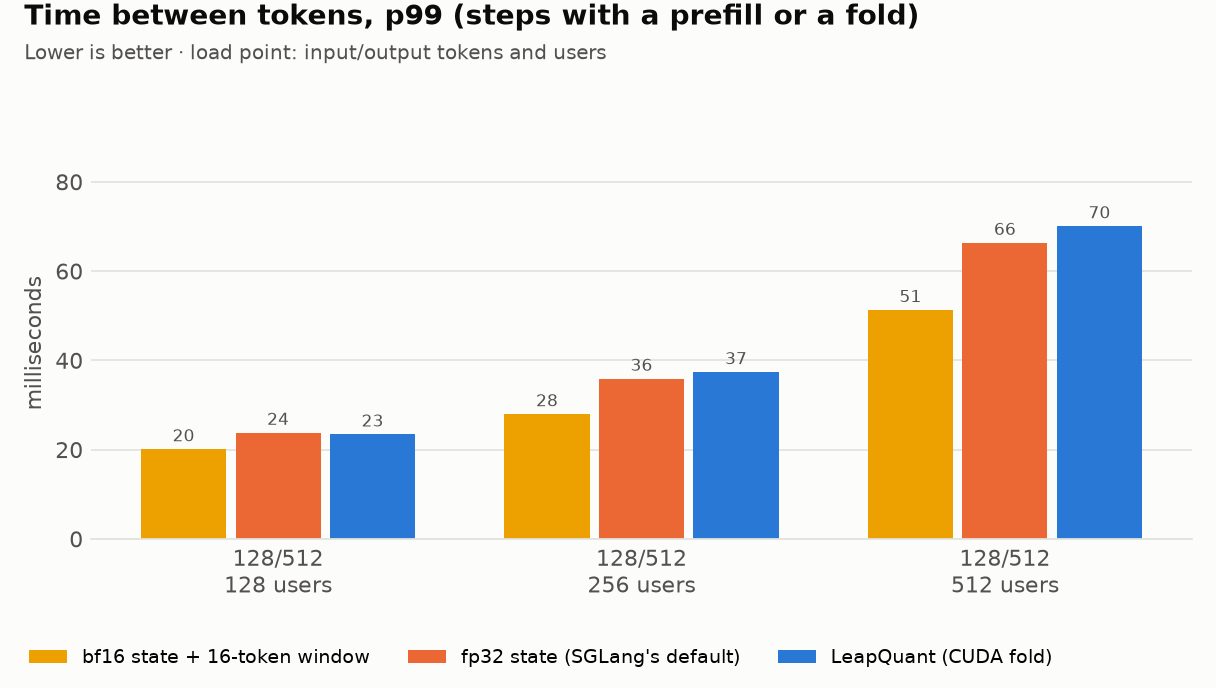 Time between tokens, p99 (steps with a prefill or a fold)
Lower is better · load point: input/output tokens and users
milliseconds
80
60
40
20
0
20
24
23
28
36
37
51
66
70
128/512
128 users
128/512
256 users
128/512
512 users
bf16 state + 16-token window
fp32 state (SGLang's default)
LeapQuant (CUDA fold)